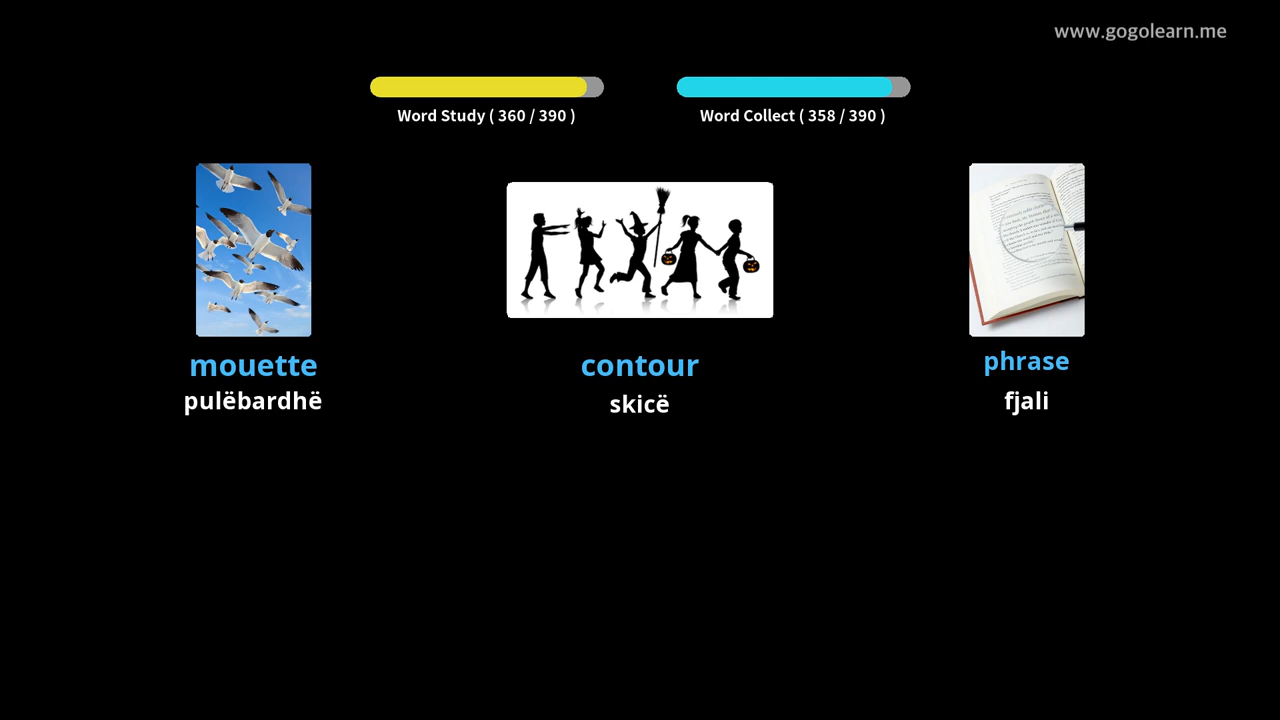 www.gogolearn.me
Word Study ( 360 / 390 )
Word Collect ( 358 / 390 )
mouette
contour
phrase
pulëbardhë
skicë
fjali